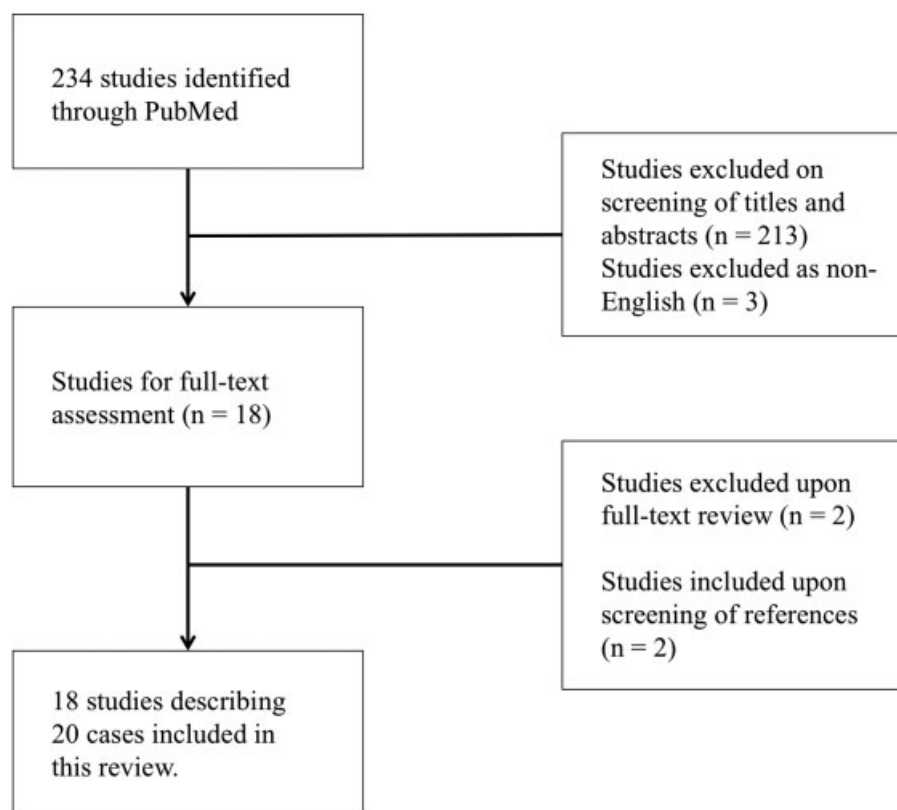 234 studies identified
through PubMed
Studies excluded on
screening of titles and
abstracts (n = 213)
Studies excluded as non-
English (n = 3)
Studies for full-text
assessment (n = 18)
Studies excluded upon
full-text review (n = 2)
Studies included upon
screening of references
(n = 2)
18 studies describing
20 cases included in
this review.